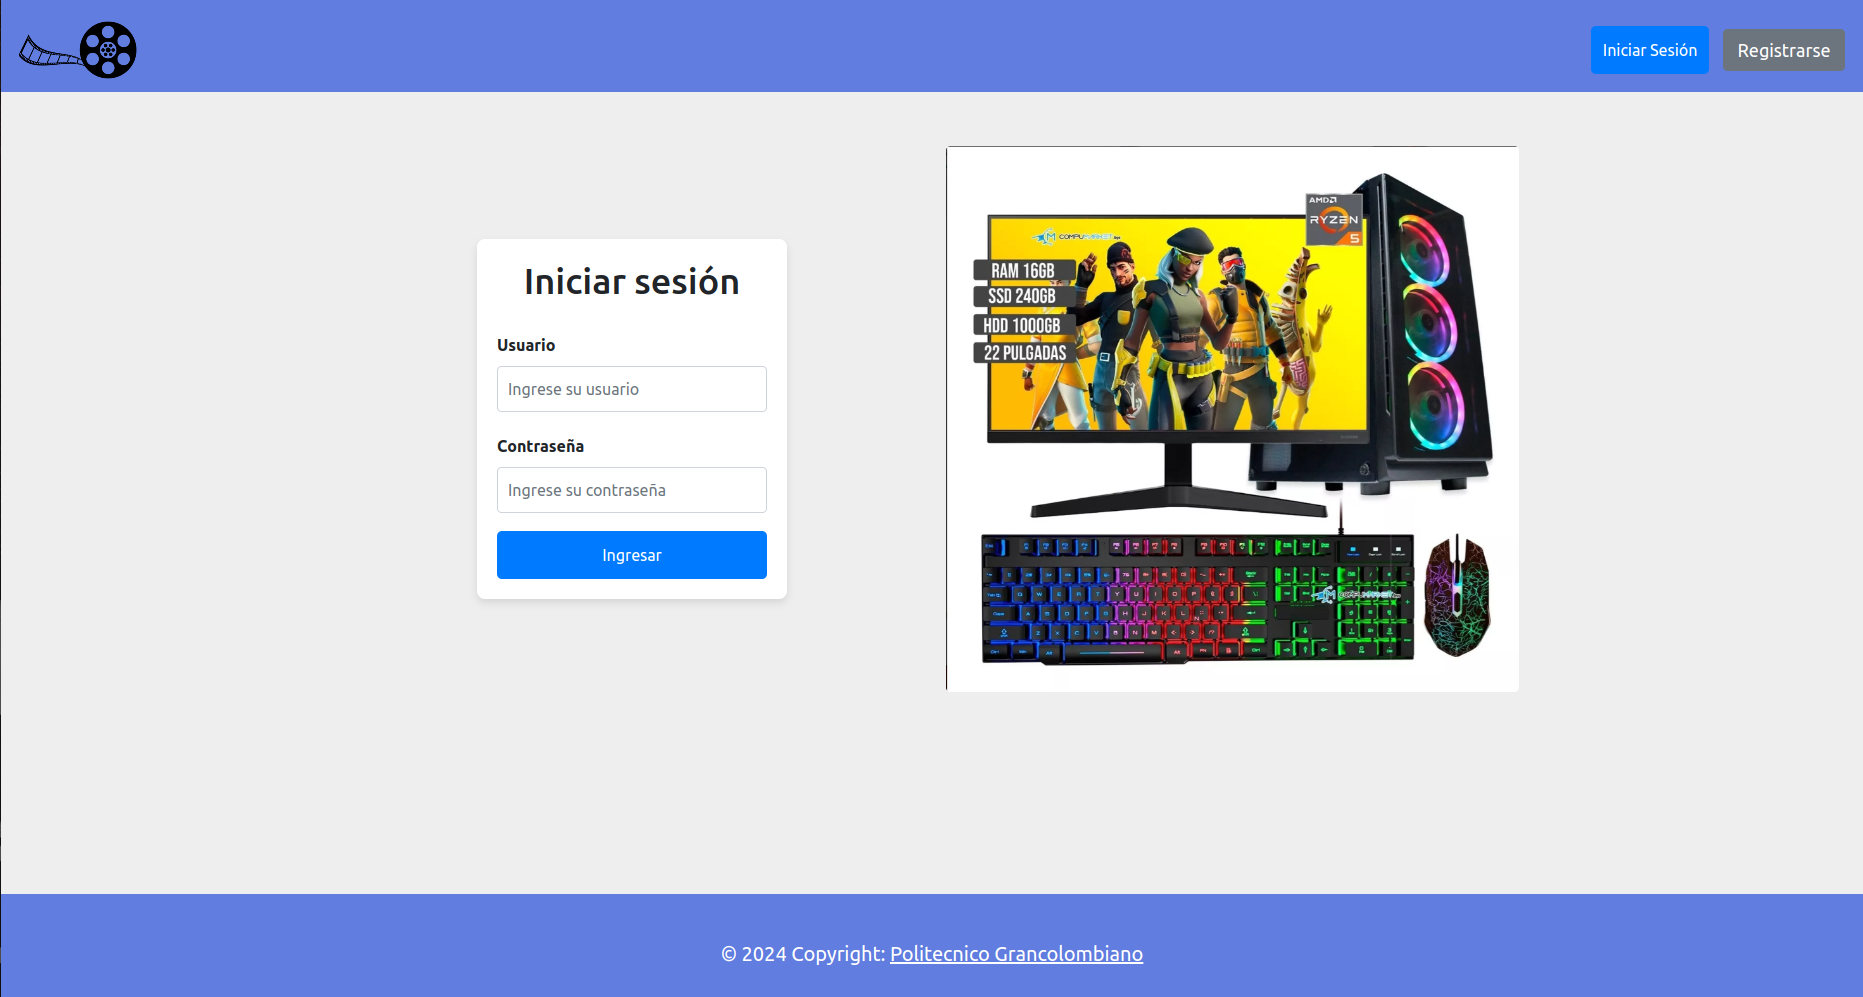 Iniciar Sesión
Registrarse
Iniciar sesión
Usuario
Ingrese su usuario
Contraseña
Ingrese su contraseña
Ingresar
COMPUMARKET
AMD
RYZEN
5
RAM 16GB
SSD 240GB
HDD 1000GB
22 PULGADAS
© 2024 Copyright: Politecnico Grancolombiano